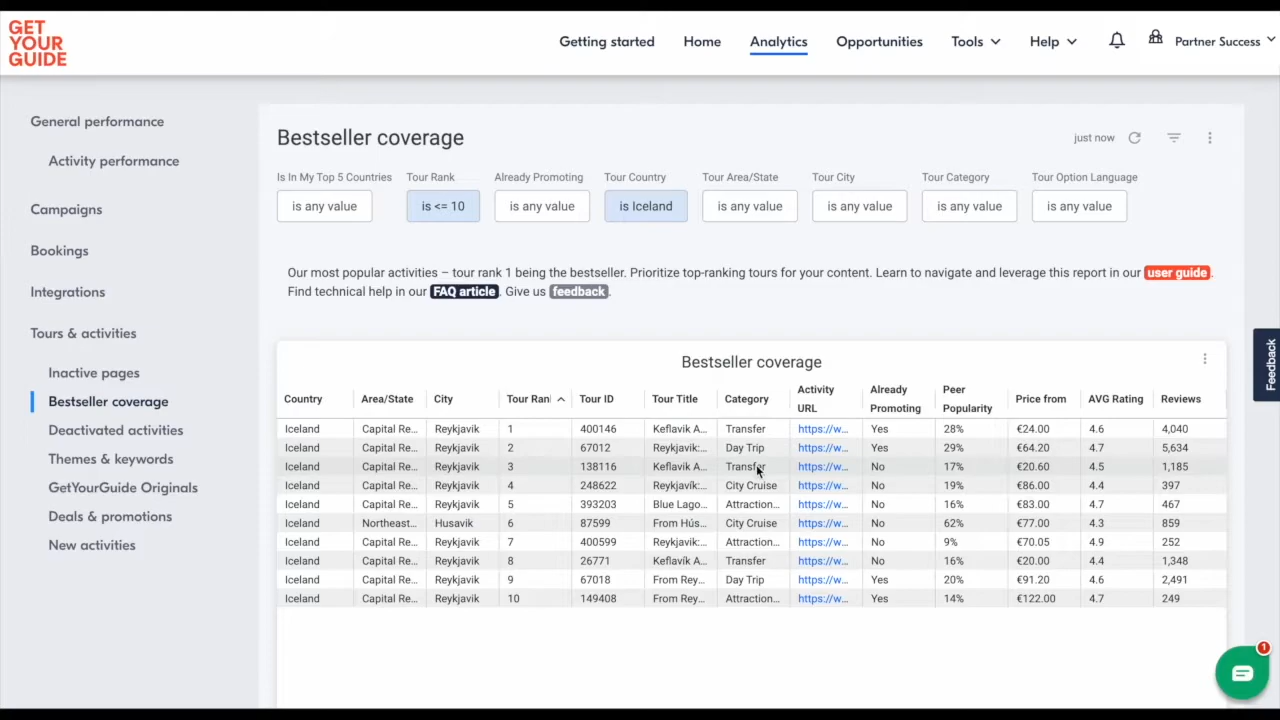 GET
YOUR
GUIDE
Getting started
Home
Analytics
Opportunities
Tools
Help
Partner Success
General performance
Activity performance
Campaigns
Bookings
Integrations
Tours & activities
Inactive pages
Bestseller coverage
Deactivated activities
Themes & keywords
GetYourGuide Originals
Deals & promotions
New activities
Bestseller coverage
just now
Is In My Top 5 Countries Tour Rank Already Promoting Tour Country Tour Area/State Tour City Tour Category Tour Option Language
is any value is <= 10 is any value is Iceland is any value is any value is any value is any value
Our most popular activities – tour rank 1 being the bestseller. Prioritize top-ranking tours for your content. Learn to navigate and leverage this report in our user guide.
Find technical help in our FAQ article. Give us feedback.
Bestseller coverage
Country Area/State City Tour Ran Tour ID Tour Title Category Activity URL Already Promoting Peer Popularity Price from AVG Rating Reviews
Iceland Capital Re... Reykjavik 1 400146 Keflavik A... Transfer https://w... Yes 28% €24.00 4.6 4,040
Iceland Capital Re... Reykjavik 2 67012 Reykjavik:... Day Trip https://w... Yes 29% €64.20 4.7 5,634
Iceland Capital Re... Reykjavik 3 138116 Keflavik A... Transfer https://w... No 17% €20.60 4.5 1,185
Iceland Capital Re... Reykjavik 4 248622 Reykjavík:... City Cruise https://w... No 19% €86.00 4.4 397
Iceland Capital Re... Reykjavik 5 393203 Blue Lago... Attraction... https://w... No 16% €83.00 4.7 467
Iceland Northeast... Husavik 6 87599 From Hús... City Cruise https://w... No 62% €77.00 4.3 859
Iceland Capital Re... Reykjavik 7 400599 Reykjavik:... Attraction... https://w... No 9% €70.05 4.9 252
Iceland Capital Re... Reykjavik 8 26771 Keflavík A... Transfer https://w... No 16% €20.00 4.4 1,348
Iceland Capital Re... Reykjavik 9 67018 From Rey... Day Trip https://w... Yes 20% €91.20 4.6 2,491
Iceland Capital Re... Reykjavik 10 149408 From Rey... Attraction... https://w... Yes 14% €122.00 4.7 249
Feedback
1